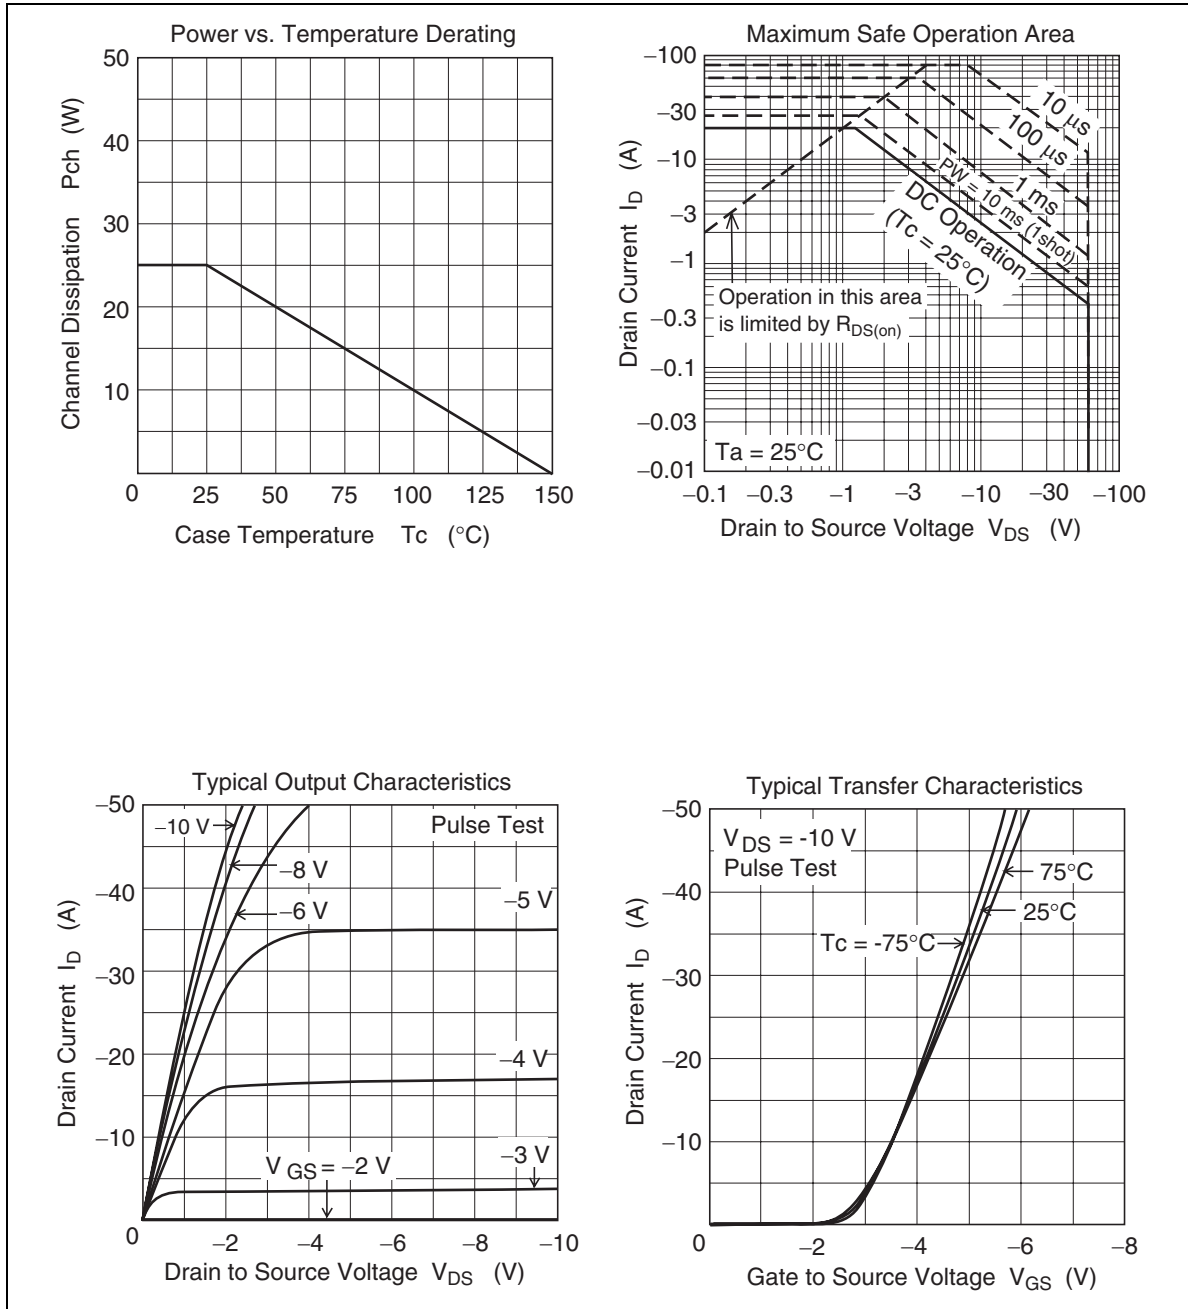 Power vs. Temperature Derating
50
40
30
20
10
0 25 50 75 100 125 150
Channel Dissipation Pch (W)
Case Temperature Tc (°C)
Maximum Safe Operation Area
–100
–30
–10
–3
–1
–0.3
–0.1
–0.03
–0.01
–0.1 –0.3 –1 –3 –10 –30 –100
Drain Current ID (A)
Drain to Source Voltage VDS (V)
10 μs
100 μs
1 ms
PW = 10 ms (1shot)
DC Operation
(Tc = 25°C)
Operation in this area
is limited by RDS(on)
Ta = 25°C
Typical Output Characteristics
–50
–40
–30
–20
–10
0 –2 –4 –6 –8 –10
Drain Current ID (A)
Drain to Source Voltage VDS (V)
–10 V
Pulse Test
–8 V
–6 V
–5 V
–4 V
–3 V
VGS = –2 V
Typical Transfer Characteristics
–50
–40
–30
–20
–10
0 –2 –4 –6 –8
Drain Current ID (A)
Gate to Source Voltage VGS (V)
VDS = -10 V
Pulse Test
75°C
25°C
Tc = -75°C